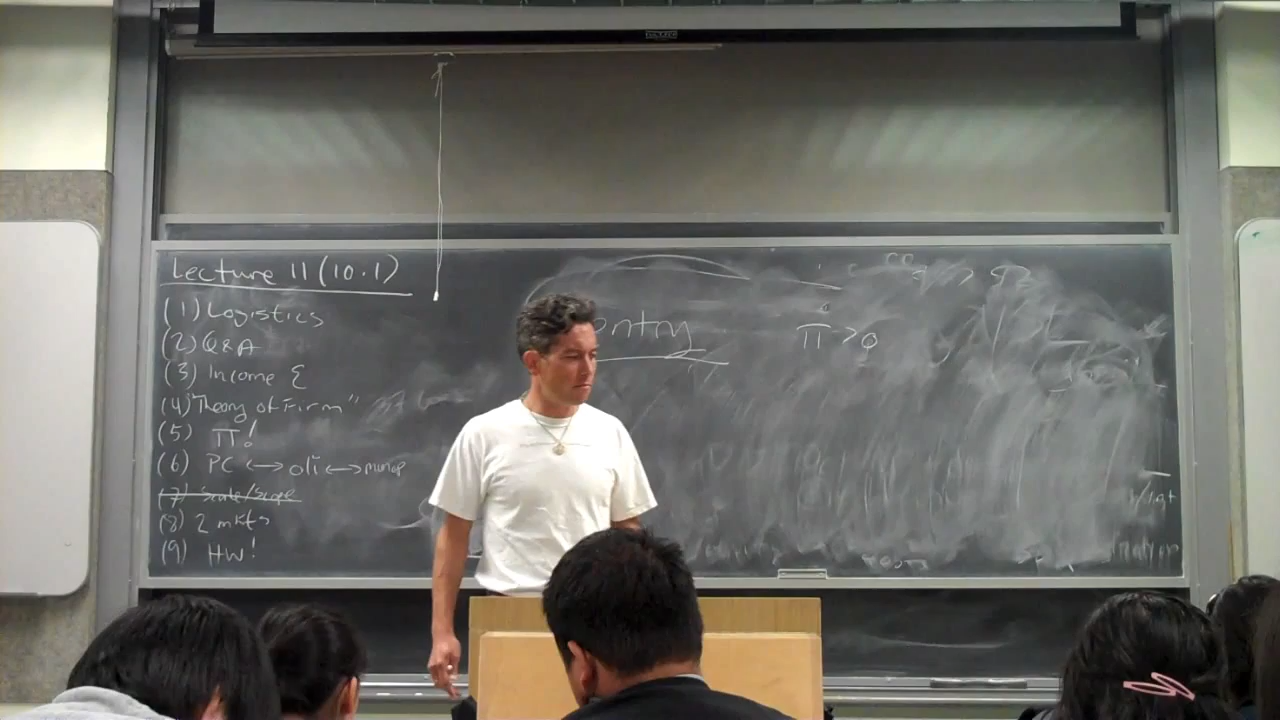 Lecture 11 (10.1)
(1) Logistics
(2) Q&A
(3) Income Σ
(4) "Theory of Firm"
(5) Π!
(6) PC ↔ oli ↔ monop
(7) Scale/Scope
(8) 2 mkts
(9) HW!
entry
Π > 0